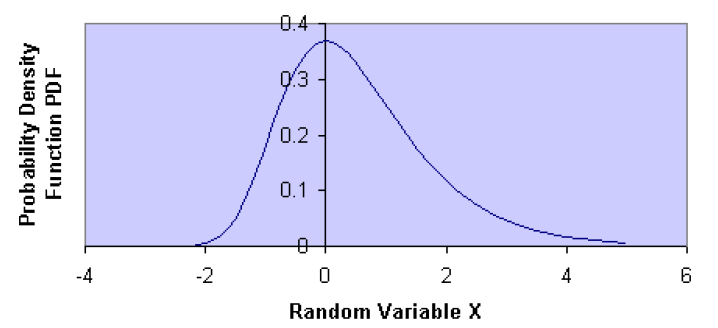 Probability Density
Function PDF
0.4
0.3
0.2
0.1
0
-4 -2 0 2 4 6
Random Variable X